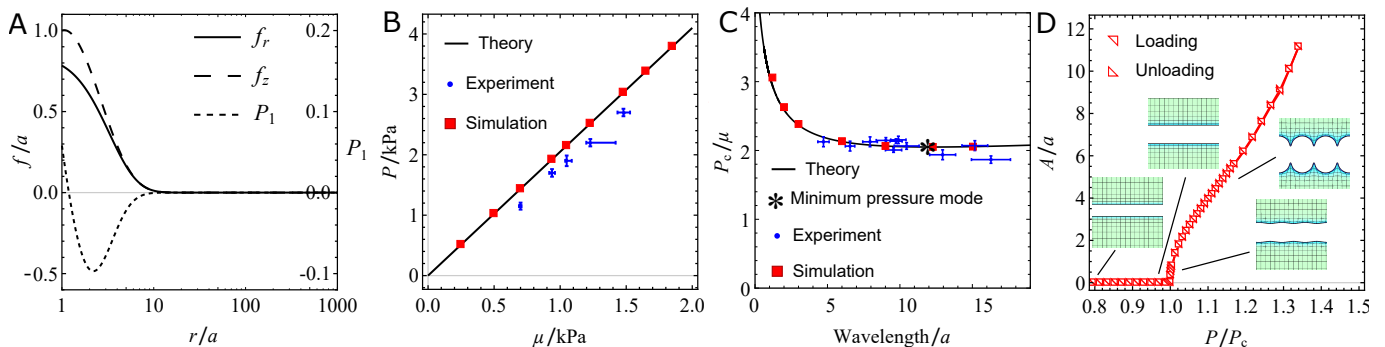 A
f/a
1.0
0.5
0.0
-0.5
1
10
100
1000
r/a
0.2
0.1
0.0
-0.1
P₁
f_r
f_z
P₁
B
P/kPa
4
3
2
1
0
0.0
0.5
1.0
1.5
2.0
μ/kPa
Theory
Experiment
Simulation
C
P_c/μ
4
3
2
1
0
0
5
10
15
Wavelength/a
Theory
Minimum pressure mode
Experiment
Simulation
D
A/a
12
10
8
6
4
2
0
0.8
0.9
1.0
1.1
1.2
1.3
1.4
1.5
P/P_c
Loading
Unloading